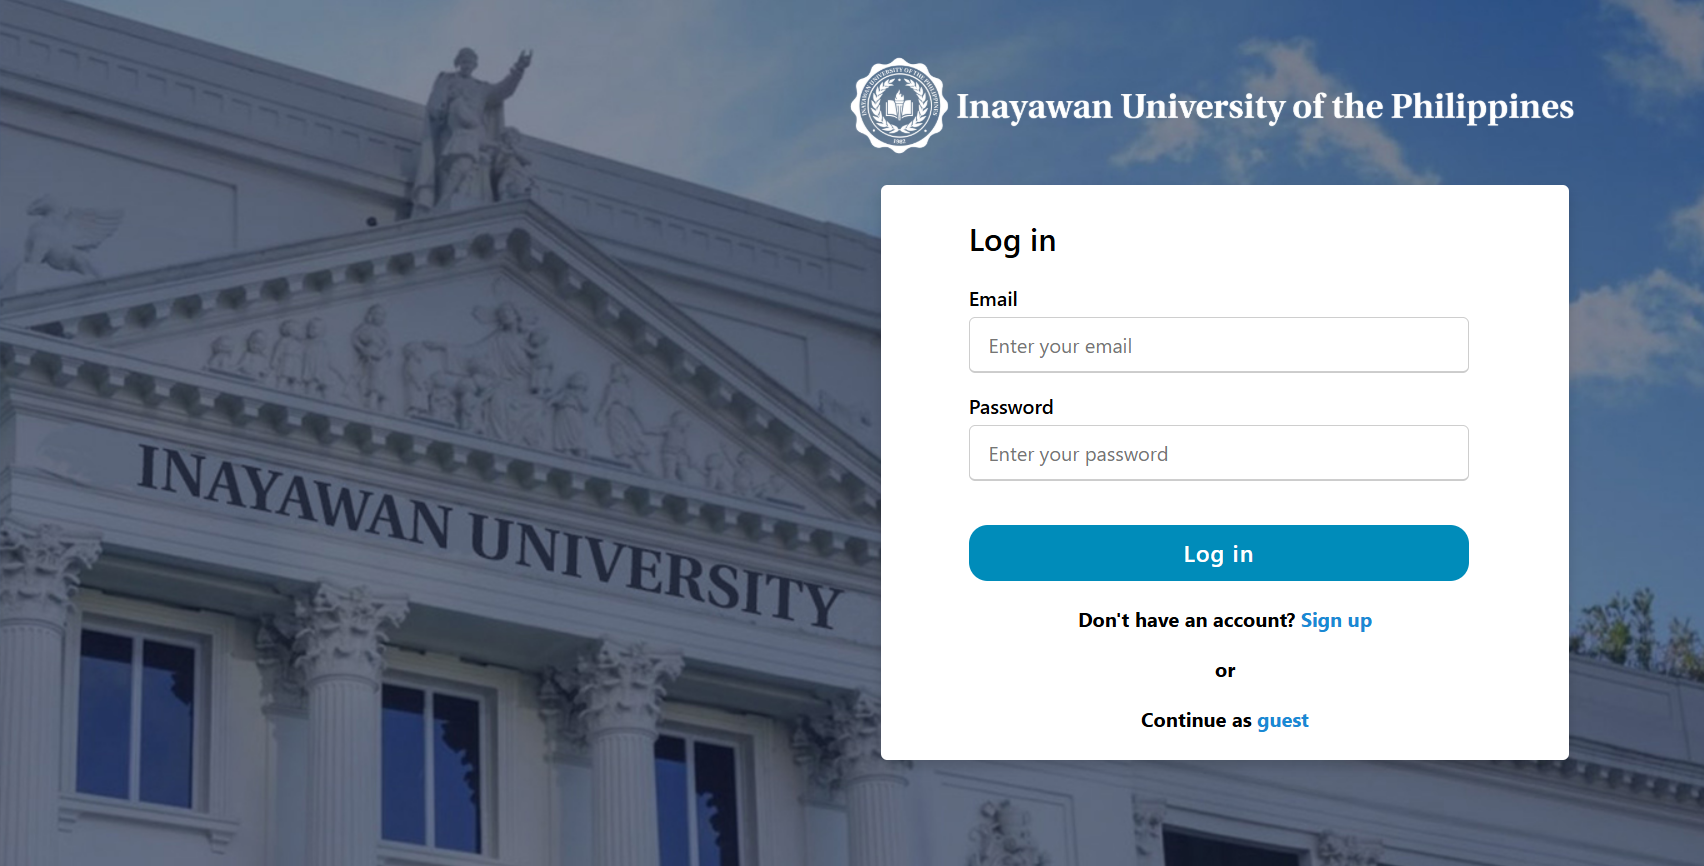 INAYAWAN UNIVERSITY OF THE PHILIPPINES
1982
Inayawan University of the Philippines
Log in
Email
Enter your email
Password
Enter your password
Log in
Don't have an account? Sign up
or
Continue as guest
INAYAWAN UNIVERSITY